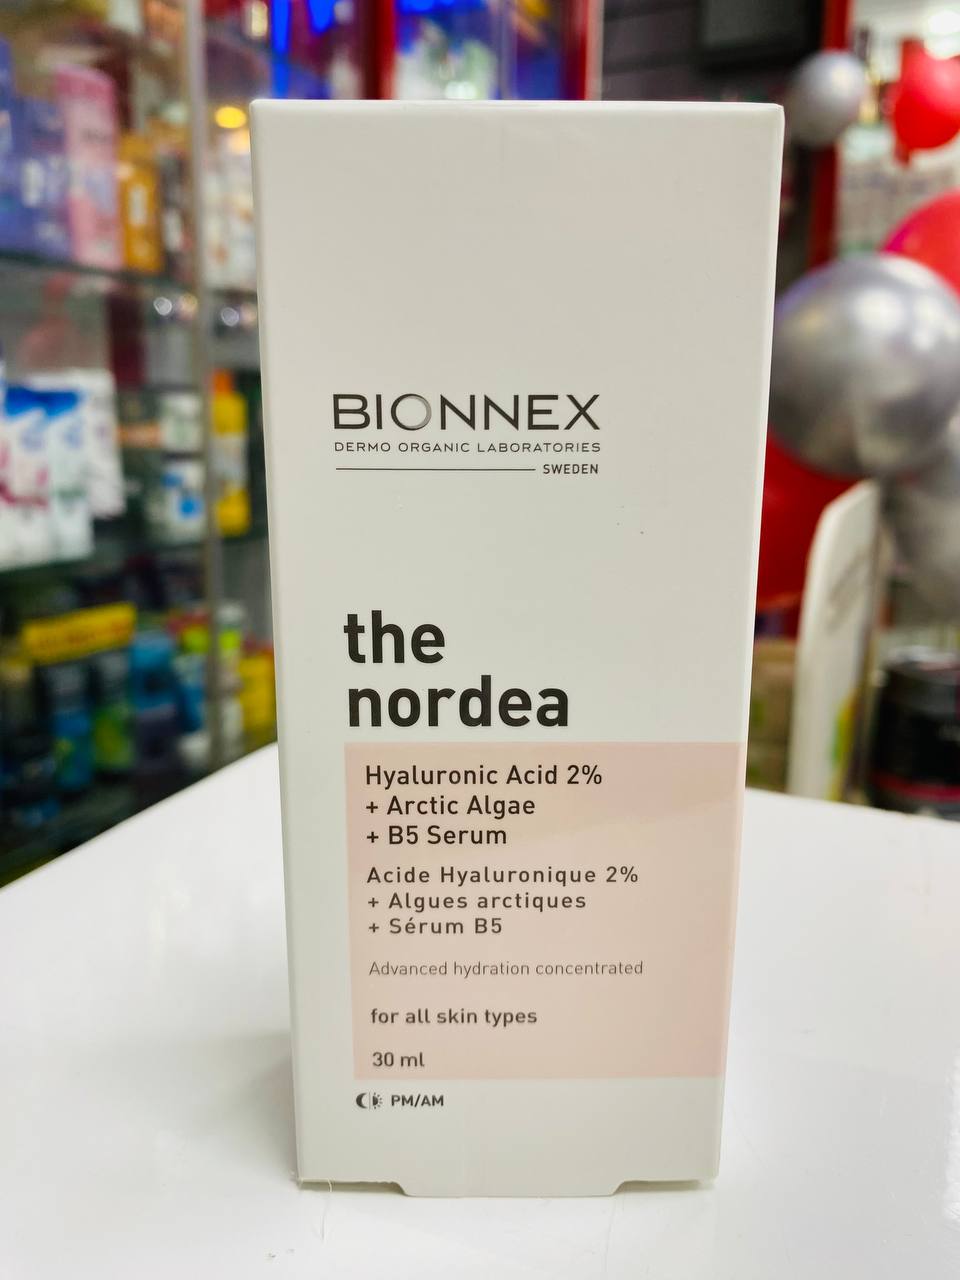 BIONNEX
DERMO ORGANIC LABORATORIES
SWEDEN
the
nordea
Hyaluronic Acid 2%
+ Arctic Algae
+ B5 Serum
Acide Hyaluronique 2%
+ Algues arctiques
+ Sérum B5
Advanced hydration concentrated
for all skin types
30 ml
PM/AM